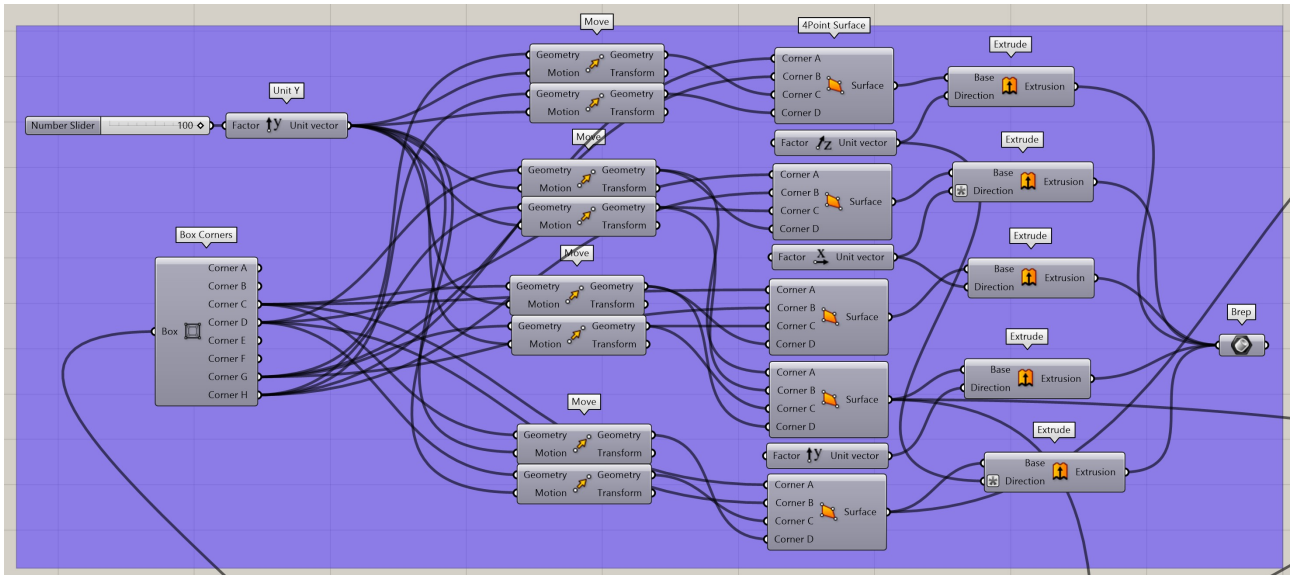 Move
4Point Surface
Geometry Geometry
Motion Transform
Geometry Geometry
Motion Transform
Corner A
Corner B
Corner C
Corner D
Surface
Extrude
Base
Direction
Extrusion
Unit Y
Number Slider 100
Factor y Unit vector
Move
Factor z Unit vector
Geometry Geometry
Motion Transform
Geometry Geometry
Motion Transform
Corner A
Corner B
Corner C
Corner D
Surface
Extrude
Base
Direction
Extrusion
Box Corners
Box
Corner A
Corner B
Corner C
Corner D
Corner E
Corner F
Corner G
Corner H
Move
Factor x Unit vector
Geometry Geometry
Motion Transform
Geometry Geometry
Motion Transform
Corner A
Corner B
Corner C
Corner D
Surface
Extrude
Base
Direction
Extrusion
Brep
Corner A
Corner B
Corner C
Corner D
Surface
Extrude
Base
Direction
Extrusion
Move
Geometry Geometry
Motion Transform
Geometry Geometry
Motion Transform
Factor y Unit vector
Corner A
Corner B
Corner C
Corner D
Surface
Extrude
Base
Direction
Extrusion